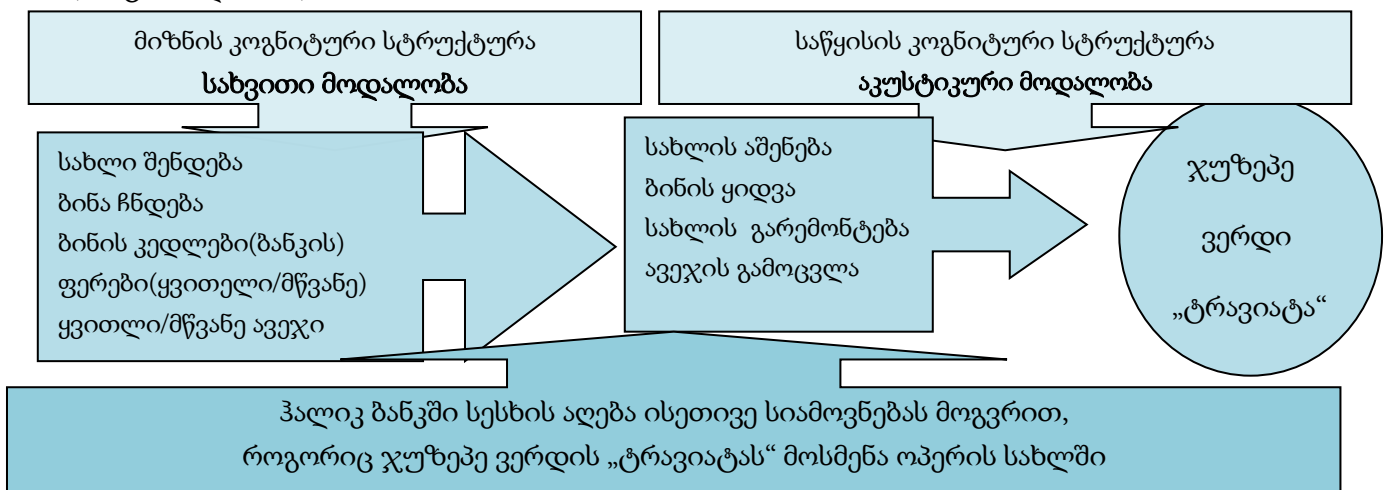 მიზნის კოგნიტური სტრუქტურა
სახვითი მოდალობა
საწყისის კოგნიტური სტრუქტურა
აკუსტიკური მოდალობა
სახლი შენდება
ბინა ჩნდება
ბინის კედლები(ბანკის)
ფერები(ყვითელი/მწვანე)
ყვითლი/მწვანე ავეჯი
სახლის აშენება
ბინის ყიდვა
სახლის გარემონტება
ავეჯის გამოცვლა
ჯუზეპე
ვერდი
„ტრავიატა“
ჰალიკ ბანკში სესხის აღება ისეთივე სიამოვნებას მოგვრით,
როგორიც ჯუზეპე ვერდის „ტრავიატას“ მოსმენა ოპერის სახლში